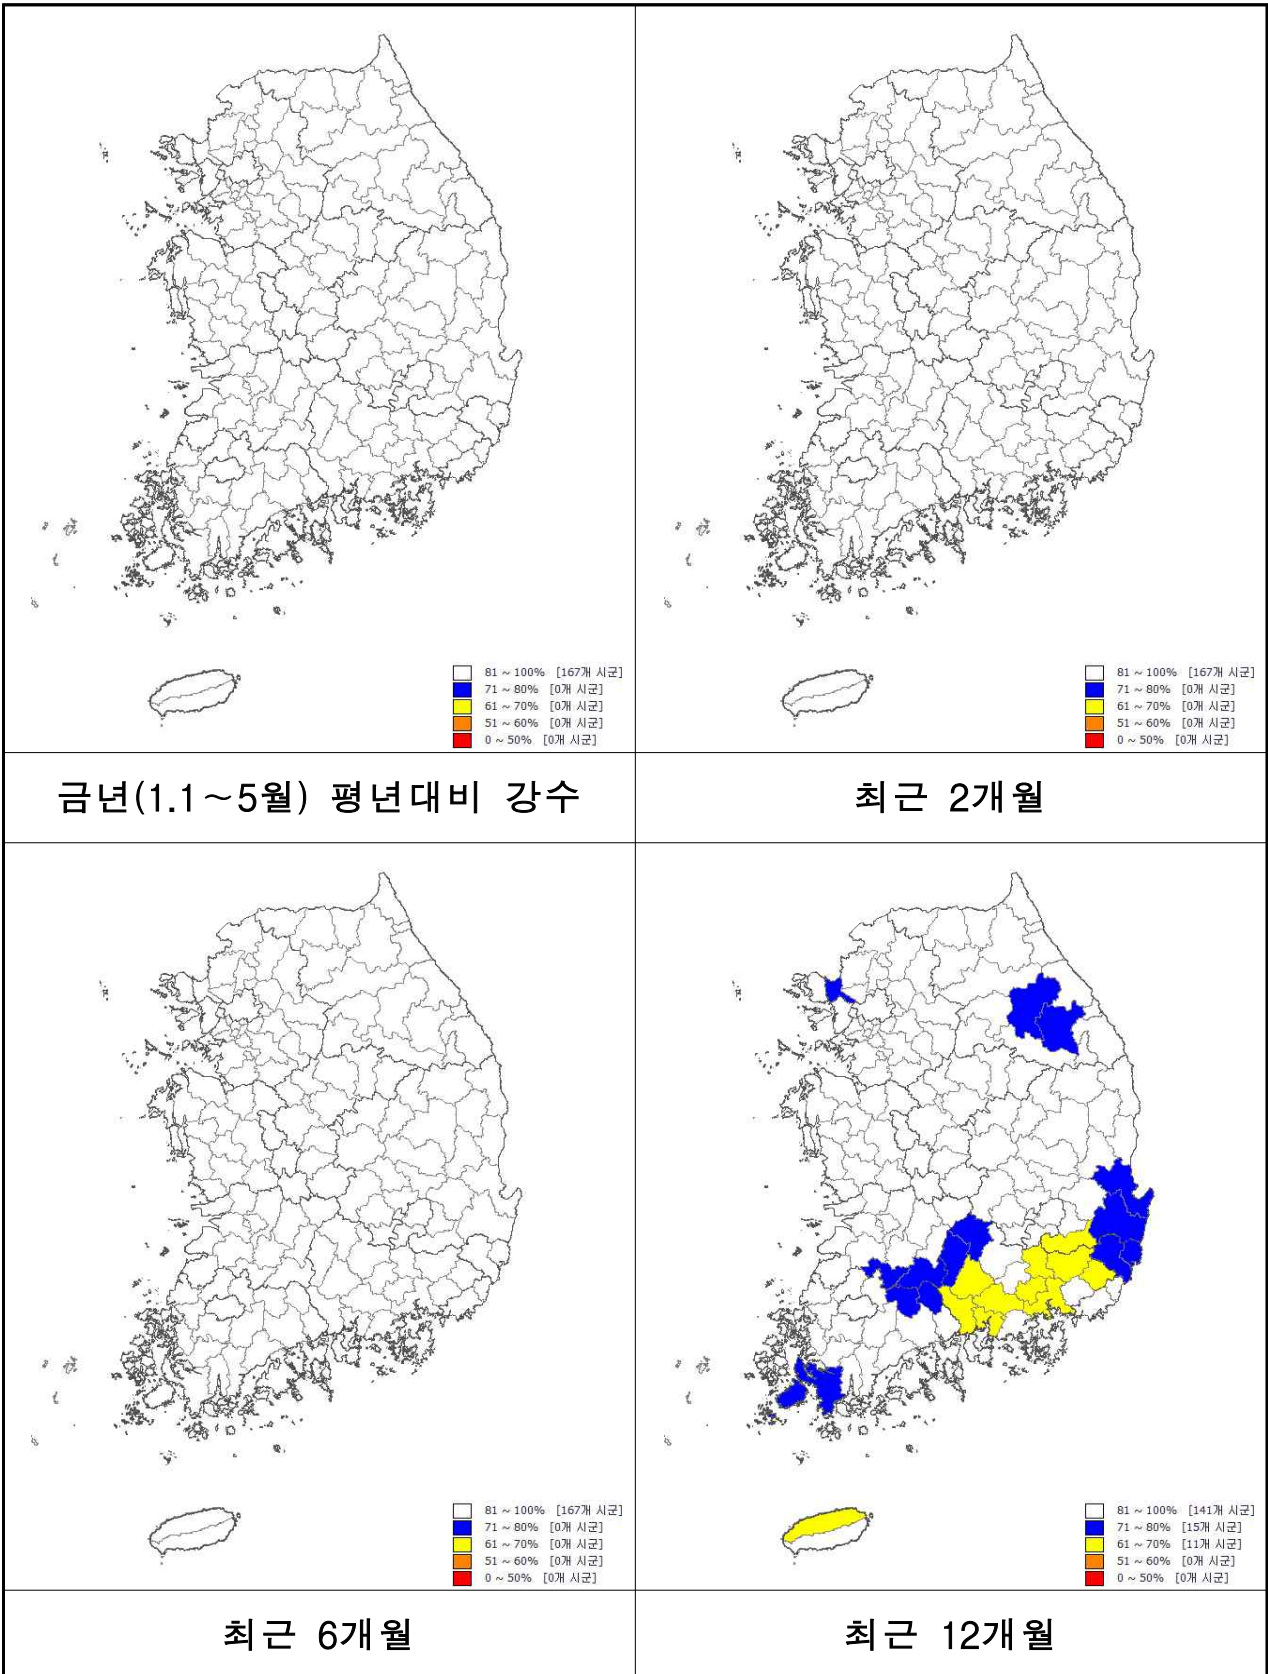 81 ~ 100% [167개 시군]
71 ~ 80% [0개 시군]
61 ~ 70% [0개 시군]
51 ~ 60% [0개 시군]
0 ~ 50% [0개 시군]
81 ~ 100% [167개 시군]
71 ~ 80% [0개 시군]
61 ~ 70% [0개 시군]
51 ~ 60% [0개 시군]
0 ~ 50% [0개 시군]
금년(1.1~5월) 평년대비 강수
최근 2개월
81 ~ 100% [167개 시군]
71 ~ 80% [0개 시군]
61 ~ 70% [0개 시군]
51 ~ 60% [0개 시군]
0 ~ 50% [0개 시군]
81 ~ 100% [141개 시군]
71 ~ 80% [15개 시군]
61 ~ 70% [11개 시군]
51 ~ 60% [0개 시군]
0 ~ 50% [0개 시군]
최근 6개월
최근 12개월